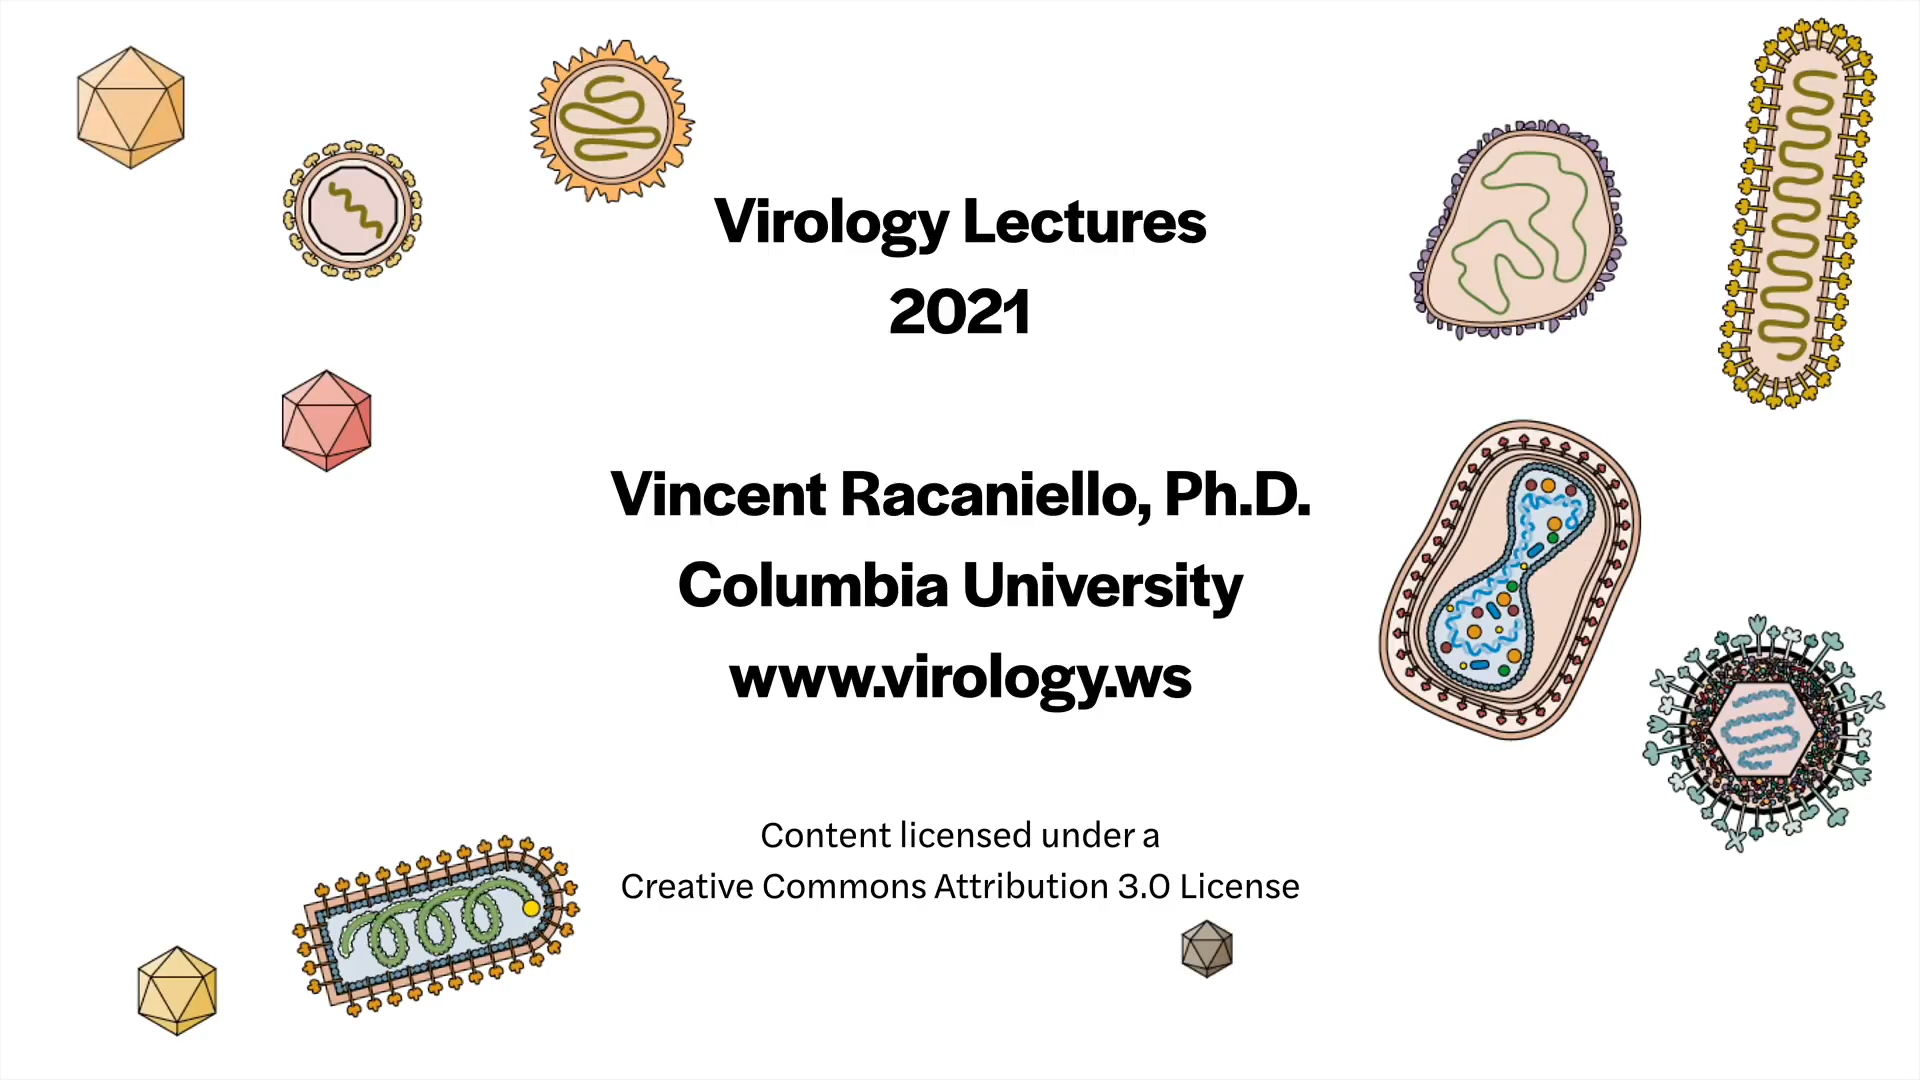 Virology Lectures
2021
Vincent Racaniello, Ph.D.
Columbia University
www.virology.ws
Content licensed under a
Creative Commons Attribution 3.0 License